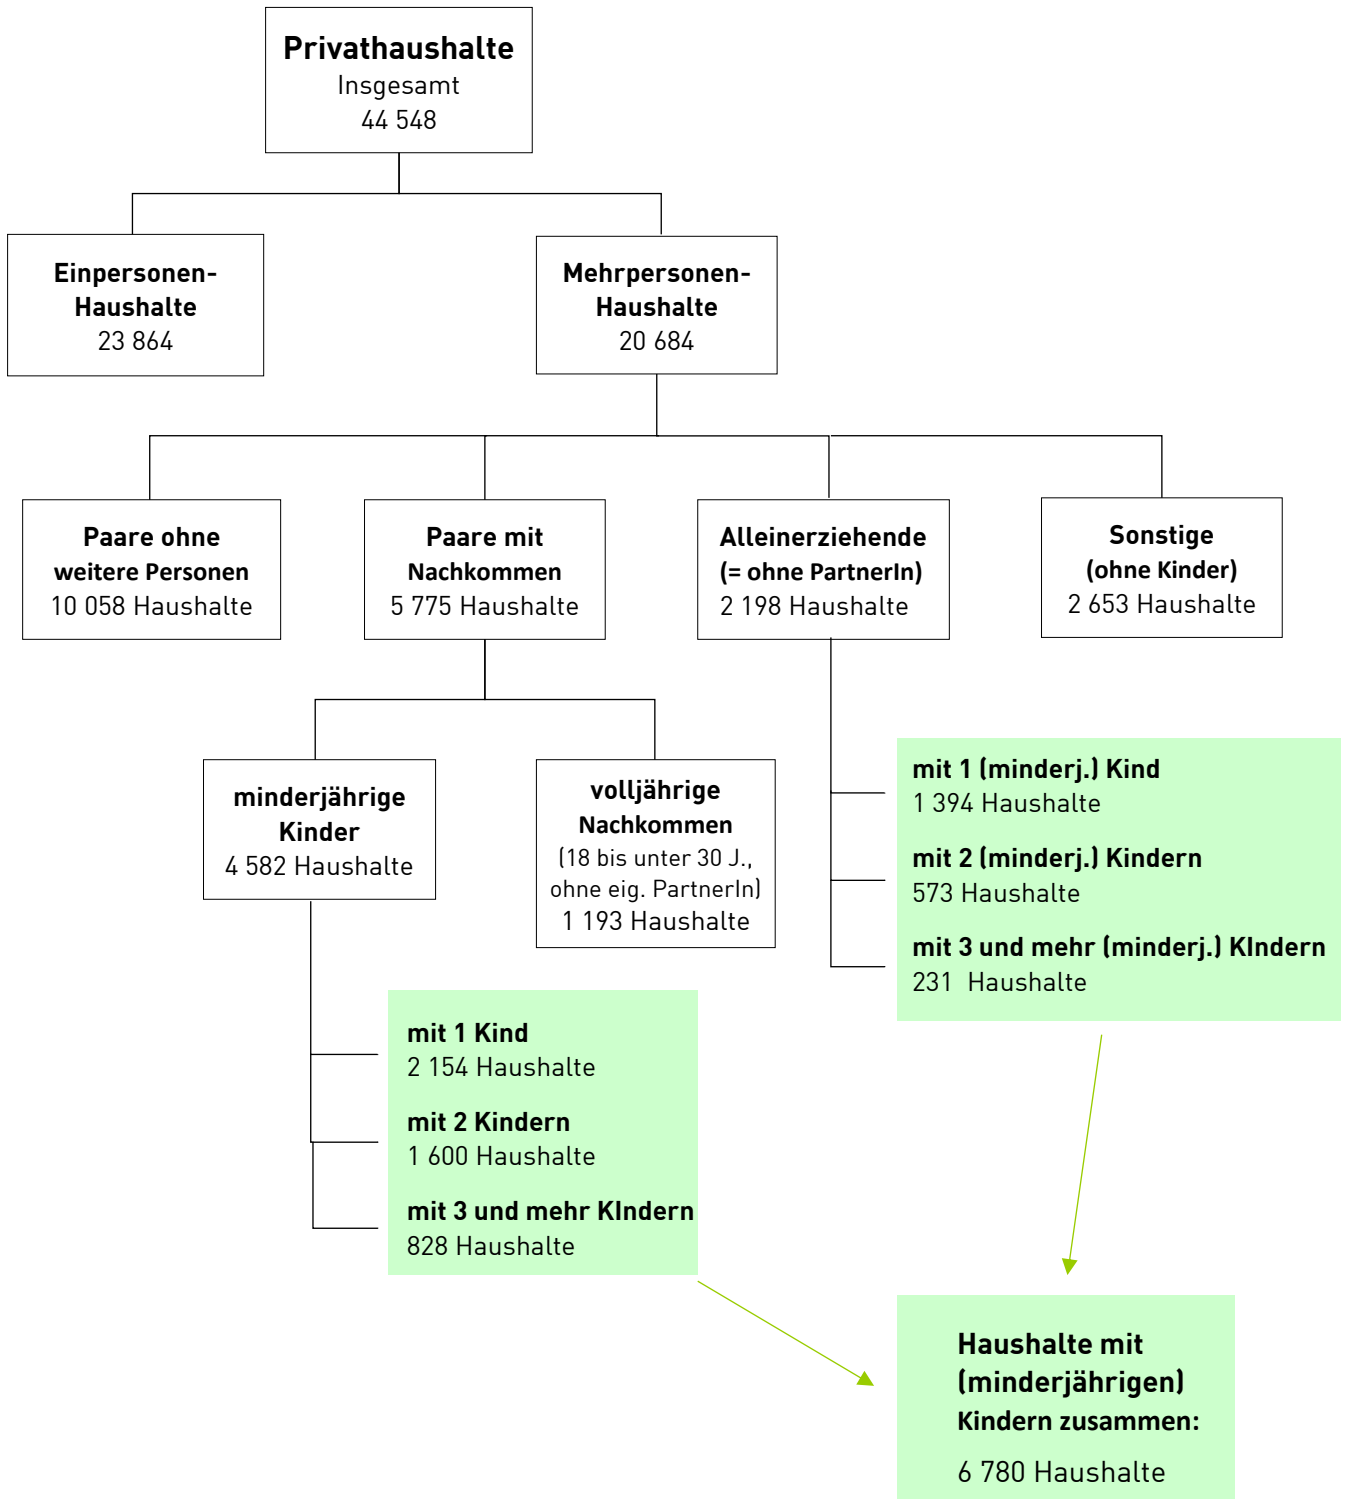 Privathaushalte
Insgesamt
44 548
Einpersonen-
Haushalte
23 864
Mehrpersonen-
Haushalte
20 684
Paare ohne
weitere Personen
10 058 Haushalte
Paare mit
Nachkommen
5 775 Haushalte
Alleinerziehende
(= ohne PartnerIn)
2 198 Haushalte
Sonstige
(ohne Kinder)
2 653 Haushalte
minderjährige
Kinder
4 582 Haushalte
volljährige
Nachkommen
(18 bis unter 30 J.,
ohne eig. PartnerIn)
1 193 Haushalte
mit 1 (minderj.) Kind
1 394 Haushalte
mit 2 (minderj.) Kindern
573 Haushalte
mit 3 und mehr (minderj.) KIndern
231 Haushalte
mit 1 Kind
2 154 Haushalte
mit 2 Kindern
1 600 Haushalte
mit 3 und mehr KIndern
828 Haushalte
Haushalte mit
(minderjährigen)
Kindern zusammen:
6 780 Haushalte